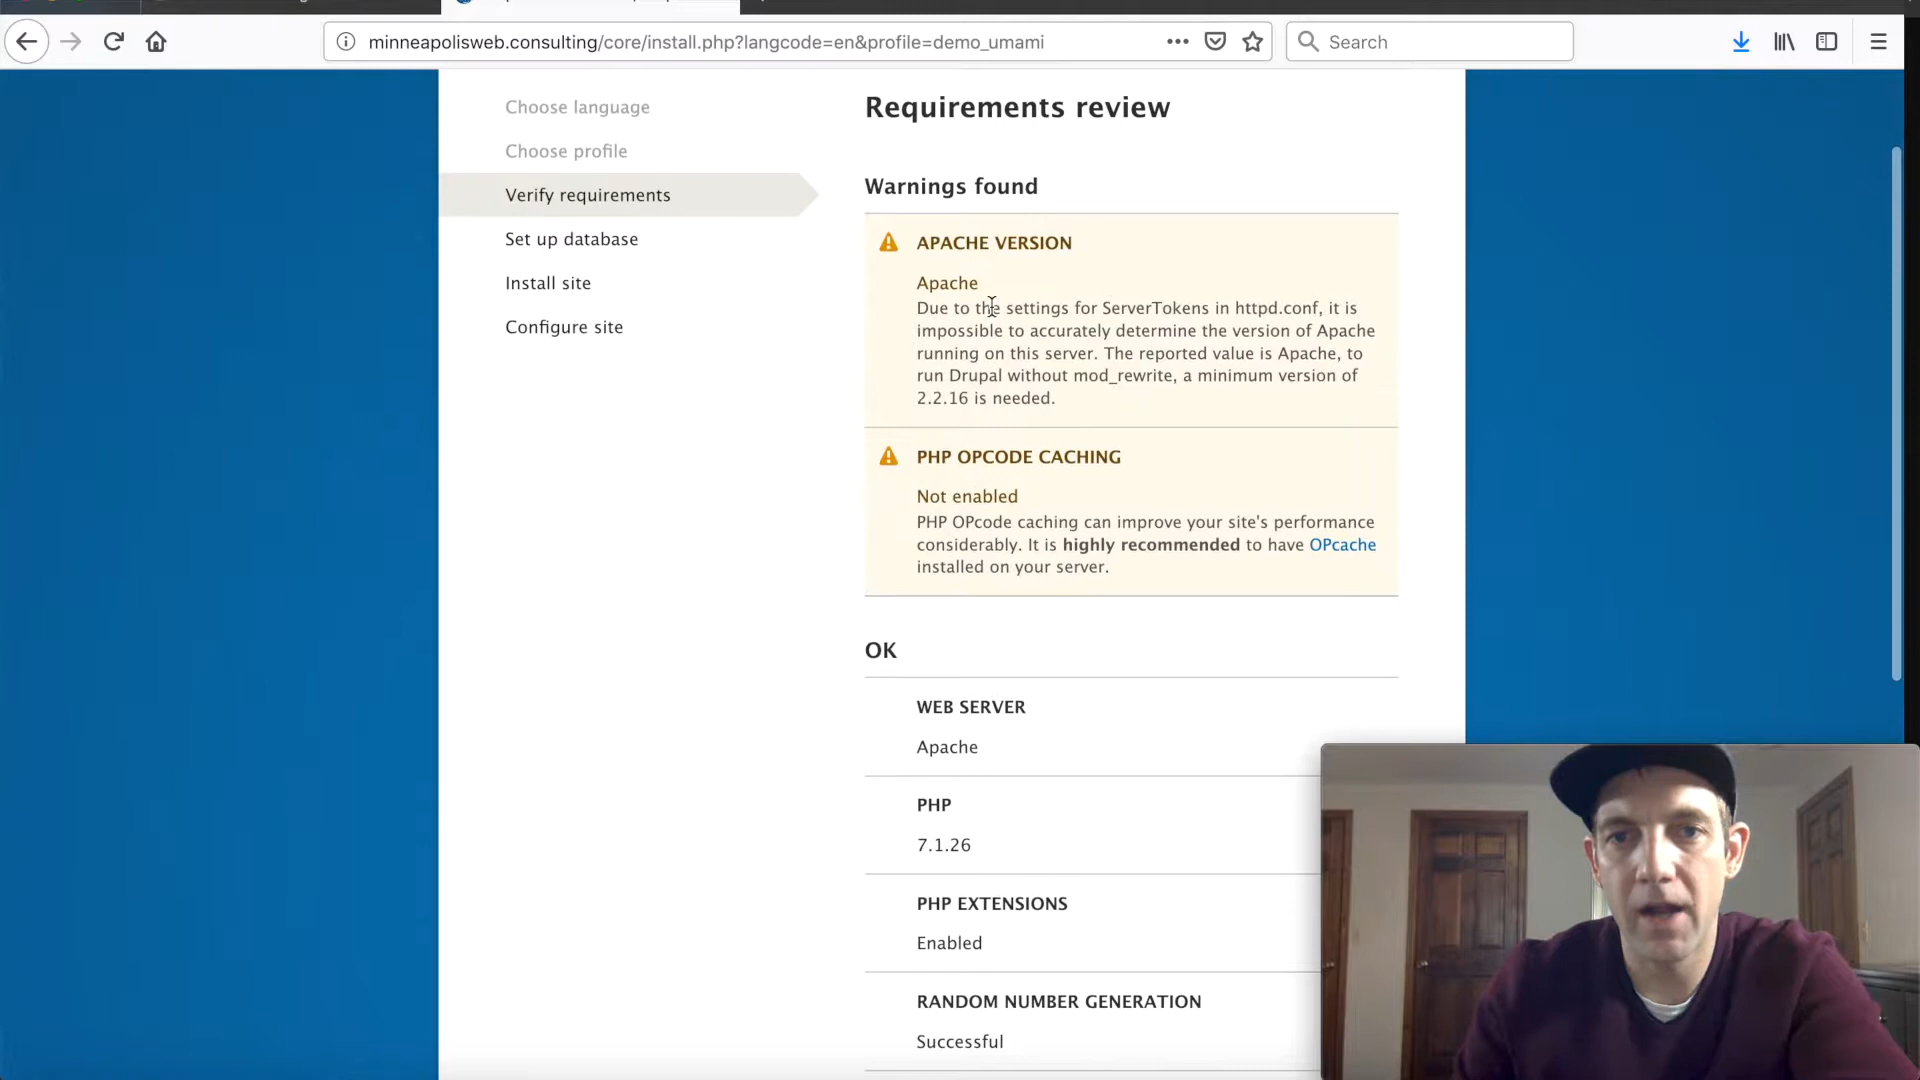 minneapolisweb.consulting/core/install.php?langcode=en&profile=demo_umami
Search
Choose language
Choose profile
Verify requirements
Set up database
Install site
Configure site
Requirements review
Warnings found
APACHE VERSION
Apache
Due to the settings for ServerTokens in httpd.conf, it is
impossible to accurately determine the version of Apache
running on this server. The reported value is Apache, to
run Drupal without mod_rewrite, a minimum version of
2.2.16 is needed.
PHP OPCODE CACHING
Not enabled
PHP OPcode caching can improve your site's performance
considerably. It is highly recommended to have OPcache
installed on your server.
OK
WEB SERVER
Apache
PHP
7.1.26
PHP EXTENSIONS
Enabled
RANDOM NUMBER GENERATION
Successful